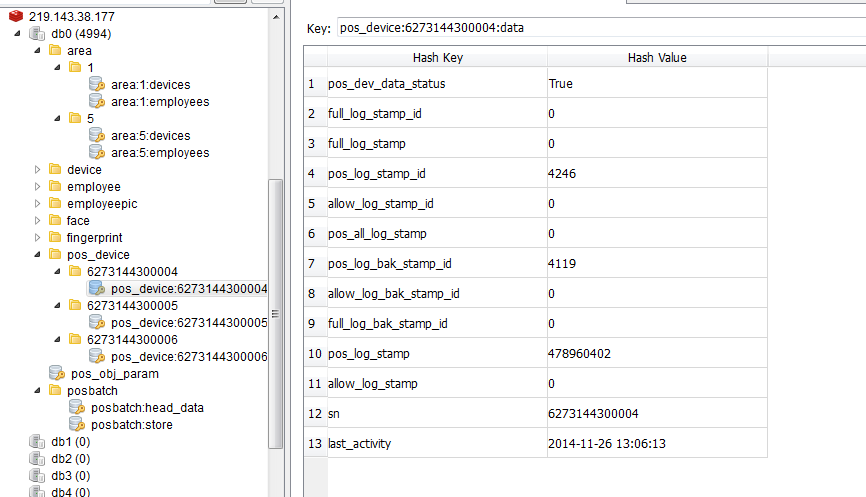 219.143.38.177
db0 (4994)
area
1
area:1:devices
area:1:employees
5
area:5:devices
area:5:employees
device
employee
employeepic
face
fingerprint
pos_device
6273144300004
pos_device:6273144300004
6273144300005
pos_device:6273144300005
6273144300006
pos_device:6273144300006
pos_obj_param
posbatch
posbatch:head_data
posbatch:store
db1 (0)
db2 (0)
db3 (0)
db4 (0)
Key: pos_device:6273144300004:data
Hash Key Hash Value
1 pos_dev_data_status True
2 full_log_stamp_id 0
3 full_log_stamp 0
4 pos_log_stamp_id 4246
5 allow_log_stamp_id 0
6 pos_all_log_stamp 0
7 pos_log_bak_stamp_id 4119
8 allow_log_bak_stamp_id 0
9 full_log_bak_stamp_id 0
10 pos_log_stamp 478960402
11 allow_log_stamp 0
12 sn 6273144300004
13 last_activity 2014-11-26 13:06:13